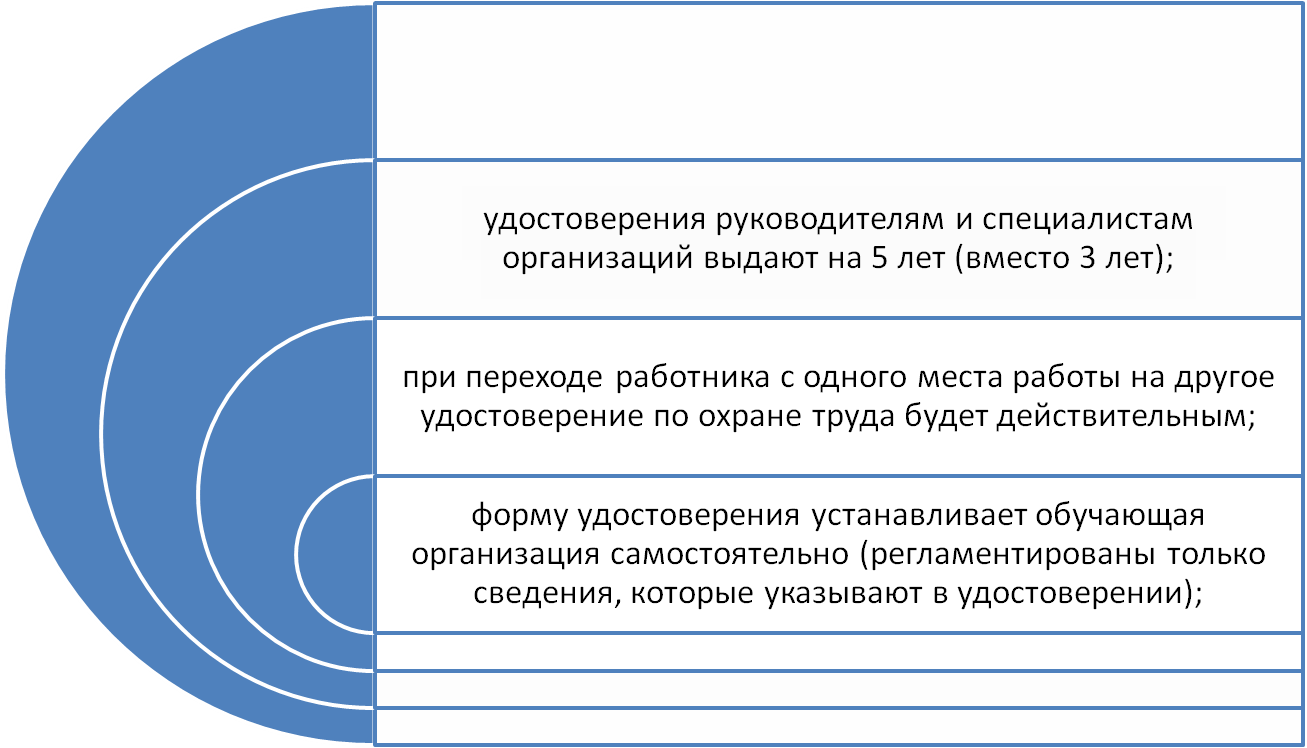 удостоверения руководителям и специалистам
организаций выдают на 5 лет (вместо 3 лет);
при переходе работника с одного места работы на другое
удостоверение по охране труда будет действительным;
форму удостоверения устанавливает обучающая
организация самостоятельно (регламентированы только
сведения, которые указывают в удостоверении);